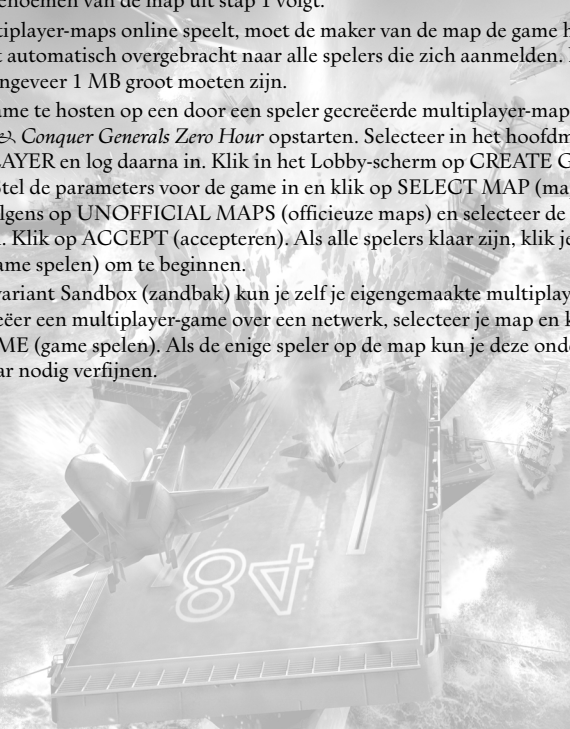 genoemen van de map uit stap 1 volgt.
tiplayer-maps online speelt, moet de maker van de map de game h
t automatisch overgebracht naar alle spelers die zich aanmelden.
ngeveer 1 MB groot moeten zijn.
ame te hosten op een door een speler gecreëerde multiplayer-map
& Conquer Generals Zero Hour opstarten. Selecteer in het hoofdm
LAYER en log daarna in. Klik in het Lobby-scherm op CREATE G
Stel de parameters voor de game in en klik op SELECT MAP (ma
lgens op UNOFFICIAL MAPS (officieuze maps) en selecteer de
. Klik op ACCEPT (accepteren). Als alle spelers klaar zijn, klik je
ame spelen) om te beginnen.
variant Sandbox (zandbak) kun je zelf je eigengemaakte multiplay
eëer een multiplayer-game over een netwerk, selecteer je map en k
ME (game spelen). Als de enige speler op de map kun je deze onde
ar nodig verfijnen.
48